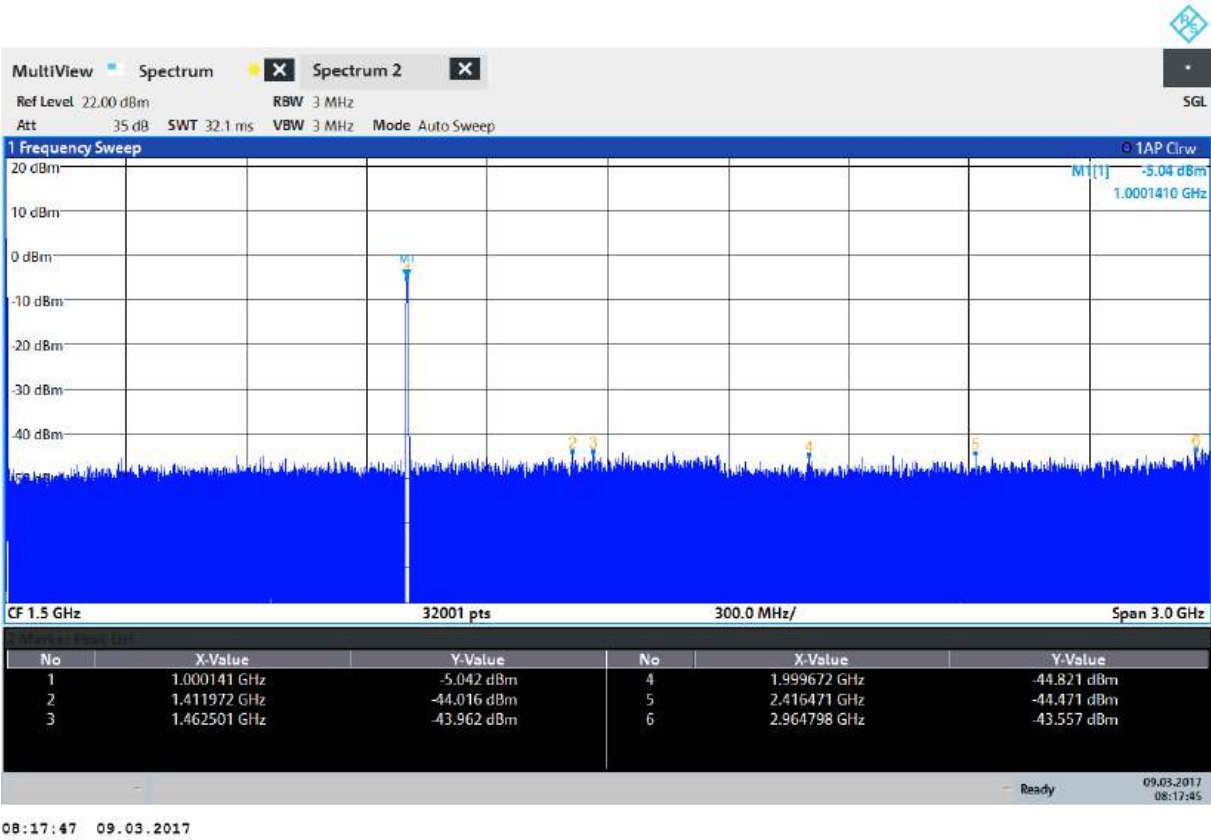 R&S
MultiView Spectrum Spectrum 2
Ref Level 22.00 dBm RBW 3 MHz SGL
Att 35 dB SWT 32.1 ms VBW 3 MHz Mode Auto Sweep
1 Frequency Sweep 1AP Clrw
20 dBm M1[1] -5.04 dBm
1.0001410 GHz
10 dBm
0 dBm
M1
-10 dBm
-20 dBm
-30 dBm
-40 dBm
2 3 4 5 6
CF 1.5 GHz 32001 pts 300.0 MHz/ Span 3.0 GHz
2 Marker Peak List
No X-Value Y-Value No X-Value Y-Value
1 1.000141 GHz -5.042 dBm 4 1.999672 GHz -44.821 dBm
2 1.411972 GHz -44.016 dBm 5 2.416471 GHz -44.471 dBm
3 1.462501 GHz -43.962 dBm 6 2.964798 GHz -43.557 dBm
Ready 09.03.2017
08:17:45
08:17:47 09.03.2017